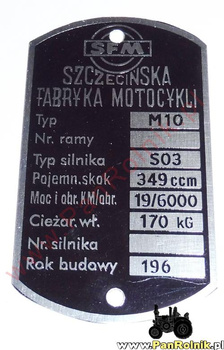 SFM
SZCZECIŃSKA
FABRYKA MOTOCYKLI
Typ M10
Nr. ramy
Typ silnika S03
Pojemn. skok 349 ccm
Moc i obr. KM/obr. 19/6000
Ciężar. wł. 170 kG
Nr. silnika
Rok budowy 196
www.PanRolnik.pl